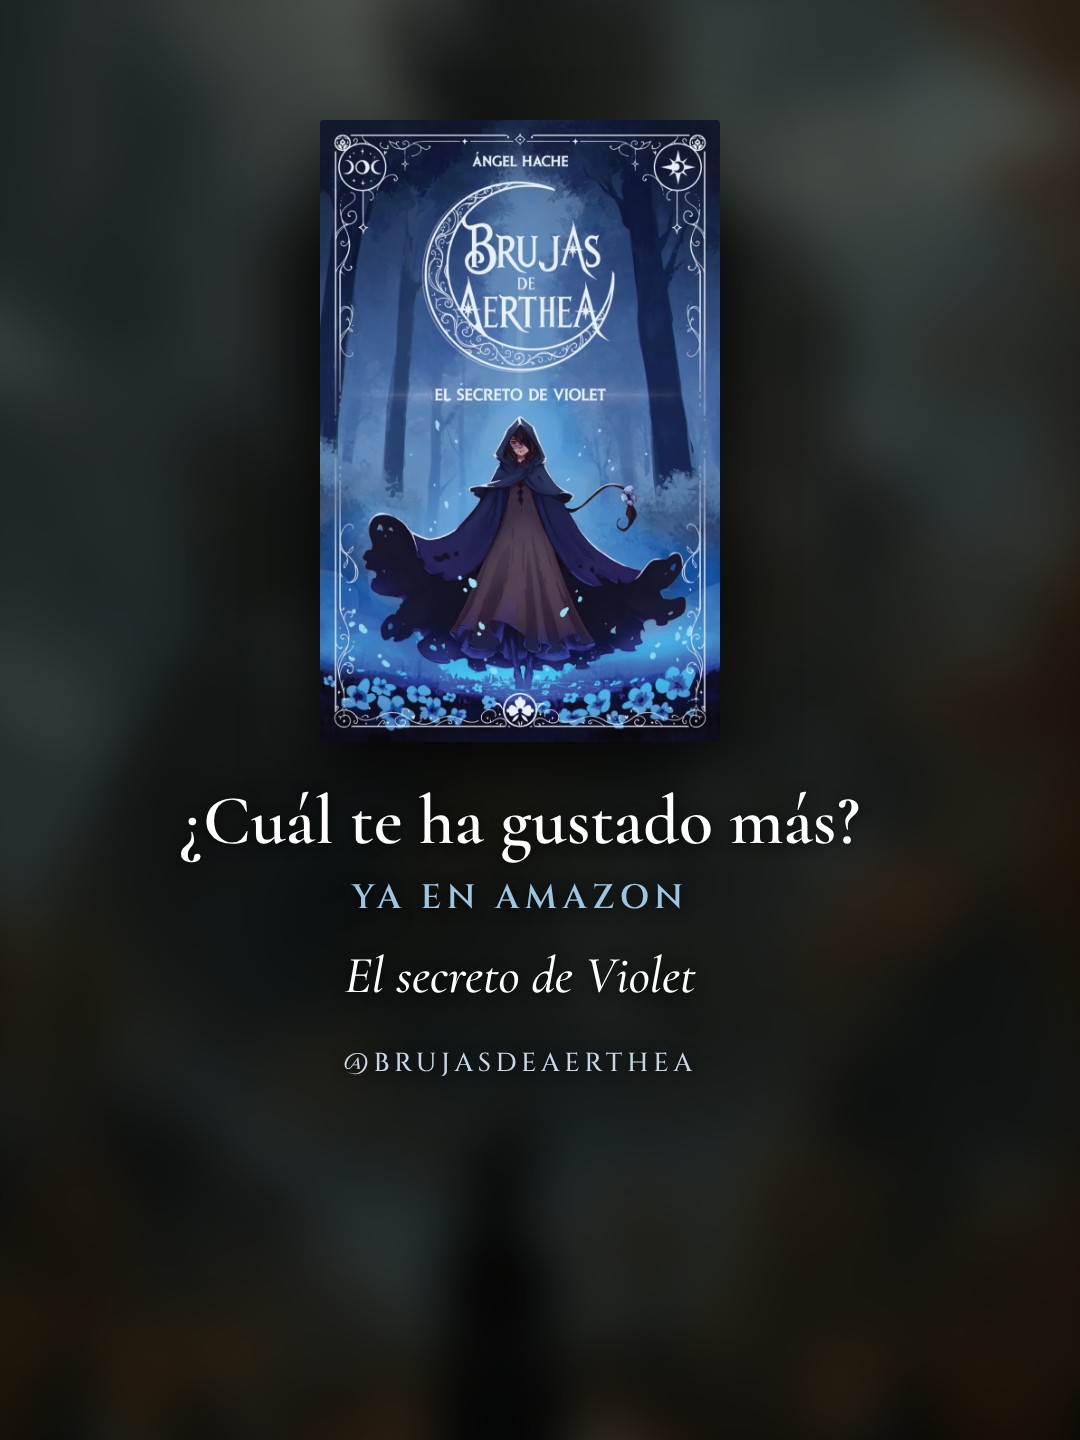 ÁNGEL HACHE
BRUJAS
DE
AERTHEA
EL SECRETO DE VIOLET
¿Cuál te ha gustado más?
YA EN AMAZON
El secreto de Violet
@BRUJASDEAERTHEA